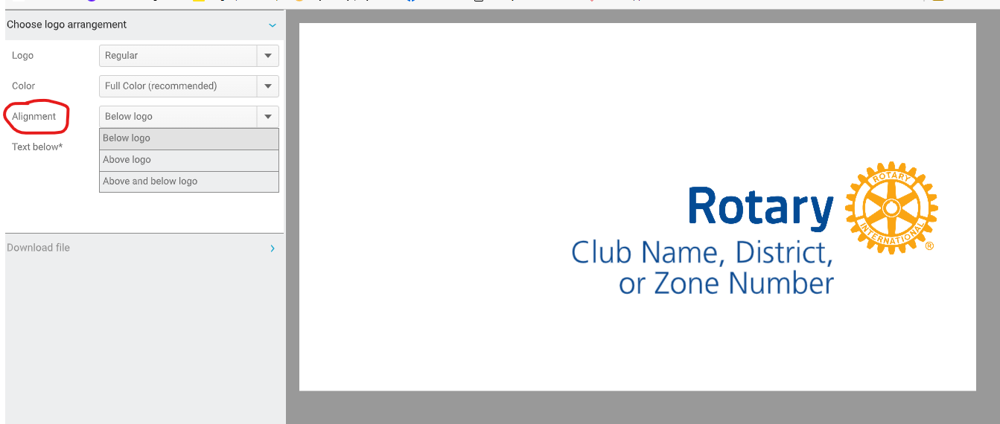 Choose logo arrangement
Logo
Regular
Color
Full Color (recommended)
Alignment
Below logo
Text below*
Below logo
Above logo
Above and below logo
Download file
Rotary
Club Name, District,
or Zone Number
ROTARY
INTERNATIONAL
®